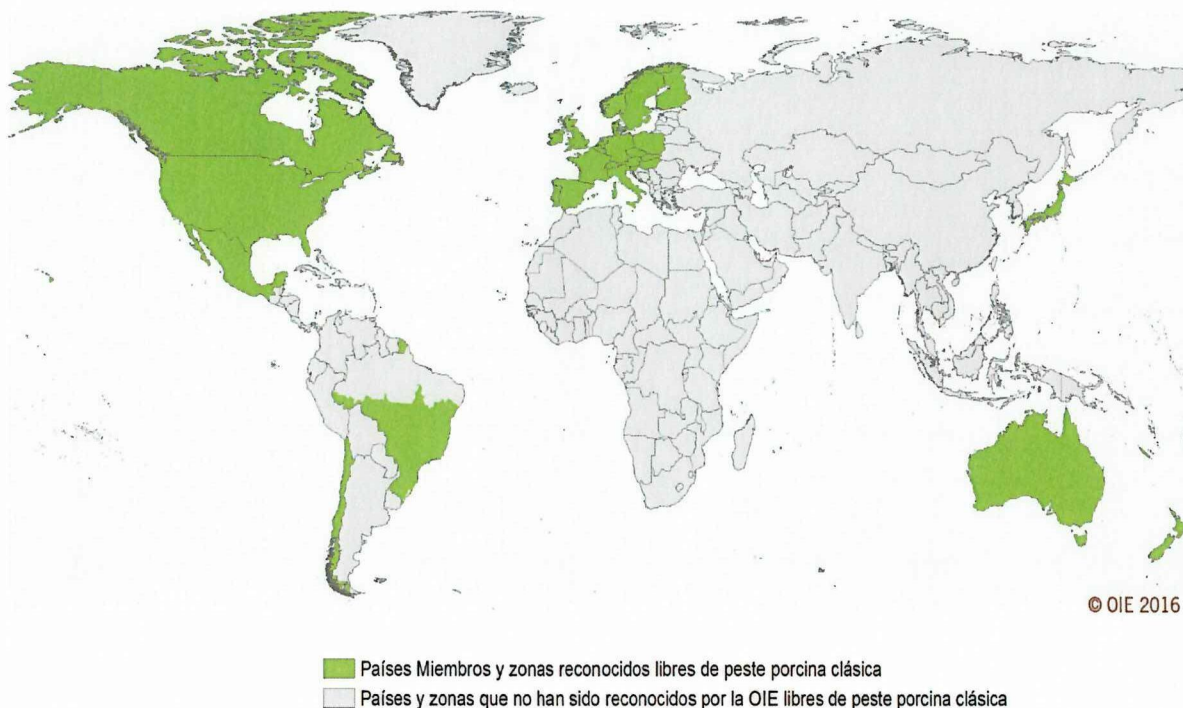 © OIE 2016
Países Miembros y zonas reconocidos libres de peste porcina clásica
Países y zonas que no han sido reconocidos por la OIE libres de peste porcina clásica